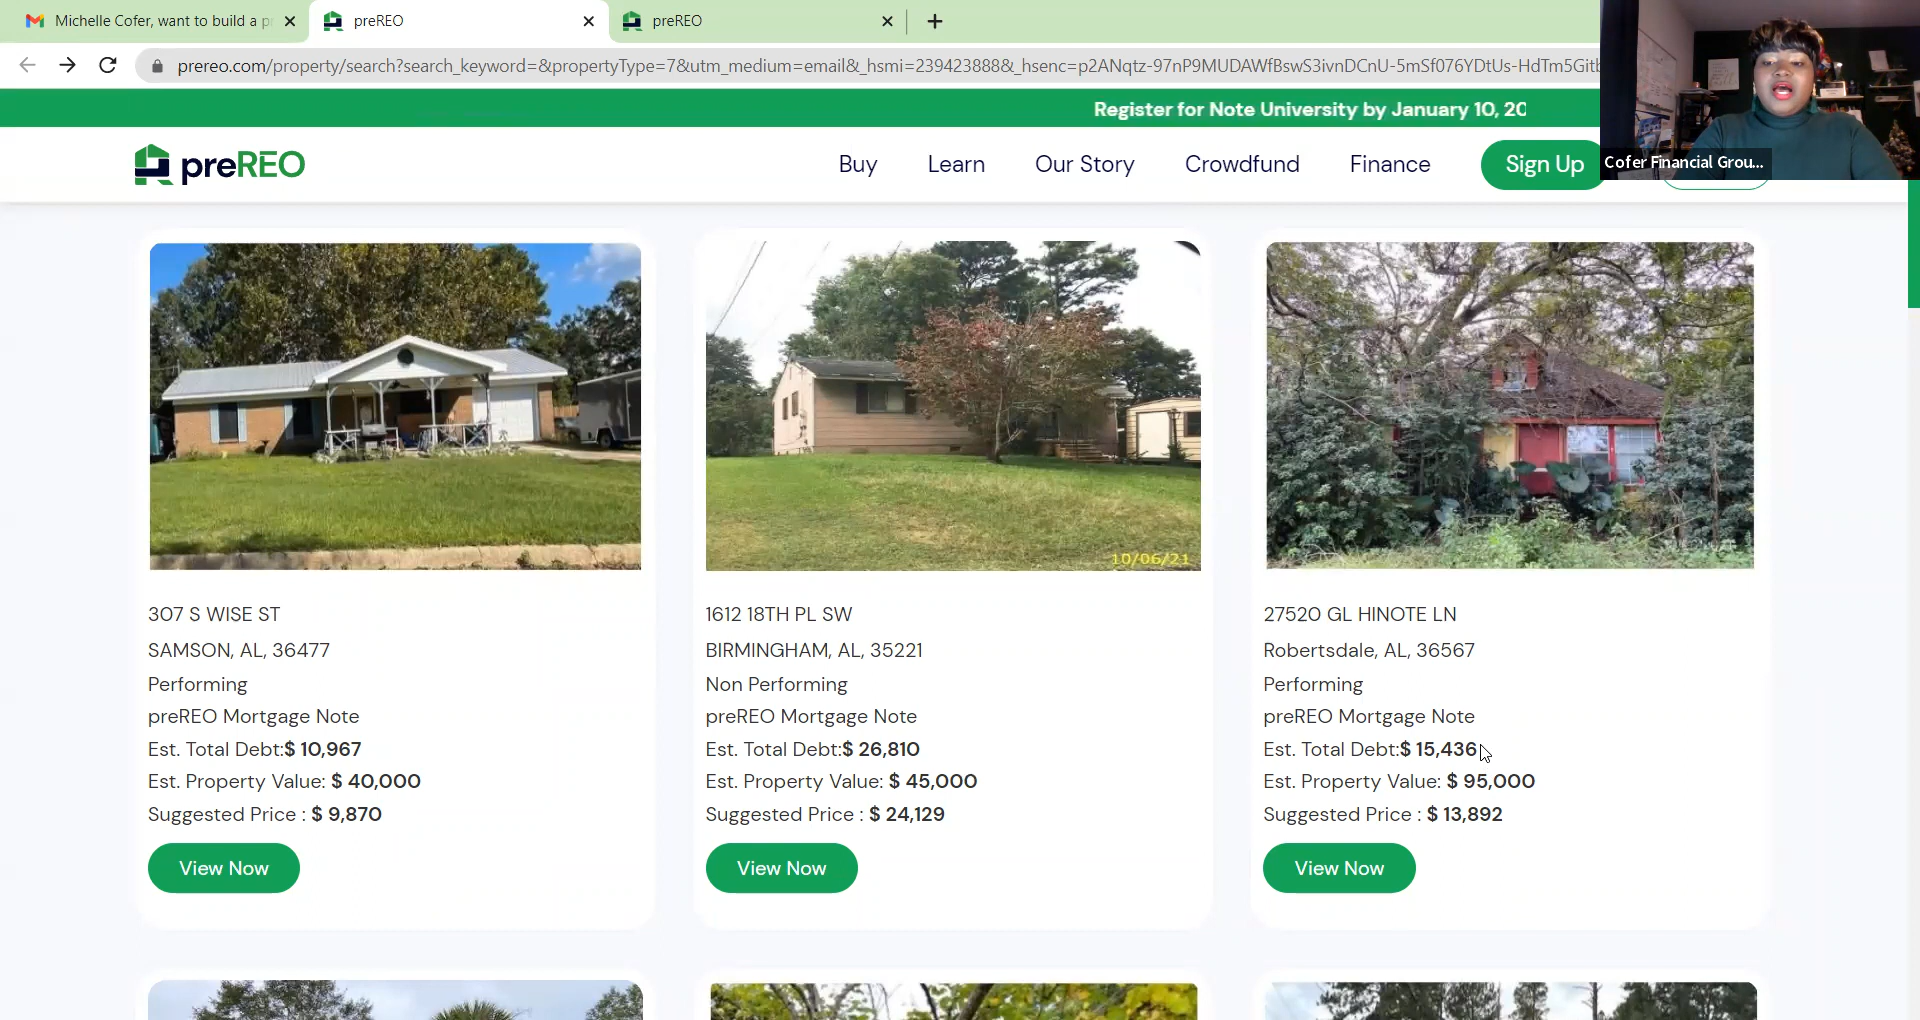 Michelle Cofer, want to build a p
preREO
preREO
prereo.com/property/search?search_keyword=&propertyType=7&utm_medium=email&_hsmi=239423888&_hsenc=p2ANqtz-97nP9MUDAWfBswS3ivnDCnU-5mSf076YDtUs-HdTm5Gitb
Register for Note University by January 10, 20
preREO
Buy
Learn
Our Story
Crowdfund
Finance
Sign Up
Cofer Financial Grou...
10/06/21
307 S WISE ST
SAMSON, AL, 36477
Performing
preREO Mortgage Note
Est. Total Debt:$ 10,967
Est. Property Value: $ 40,000
Suggested Price : $ 9,870
View Now
1612 18TH PL SW
BIRMINGHAM, AL, 35221
Non Performing
preREO Mortgage Note
Est. Total Debt:$ 26,810
Est. Property Value: $ 45,000
Suggested Price : $ 24,129
View Now
27520 GL HINOTE LN
Robertsdale, AL, 36567
Performing
preREO Mortgage Note
Est. Total Debt:$ 15,436
Est. Property Value: $ 95,000
Suggested Price : $ 13,892
View Now